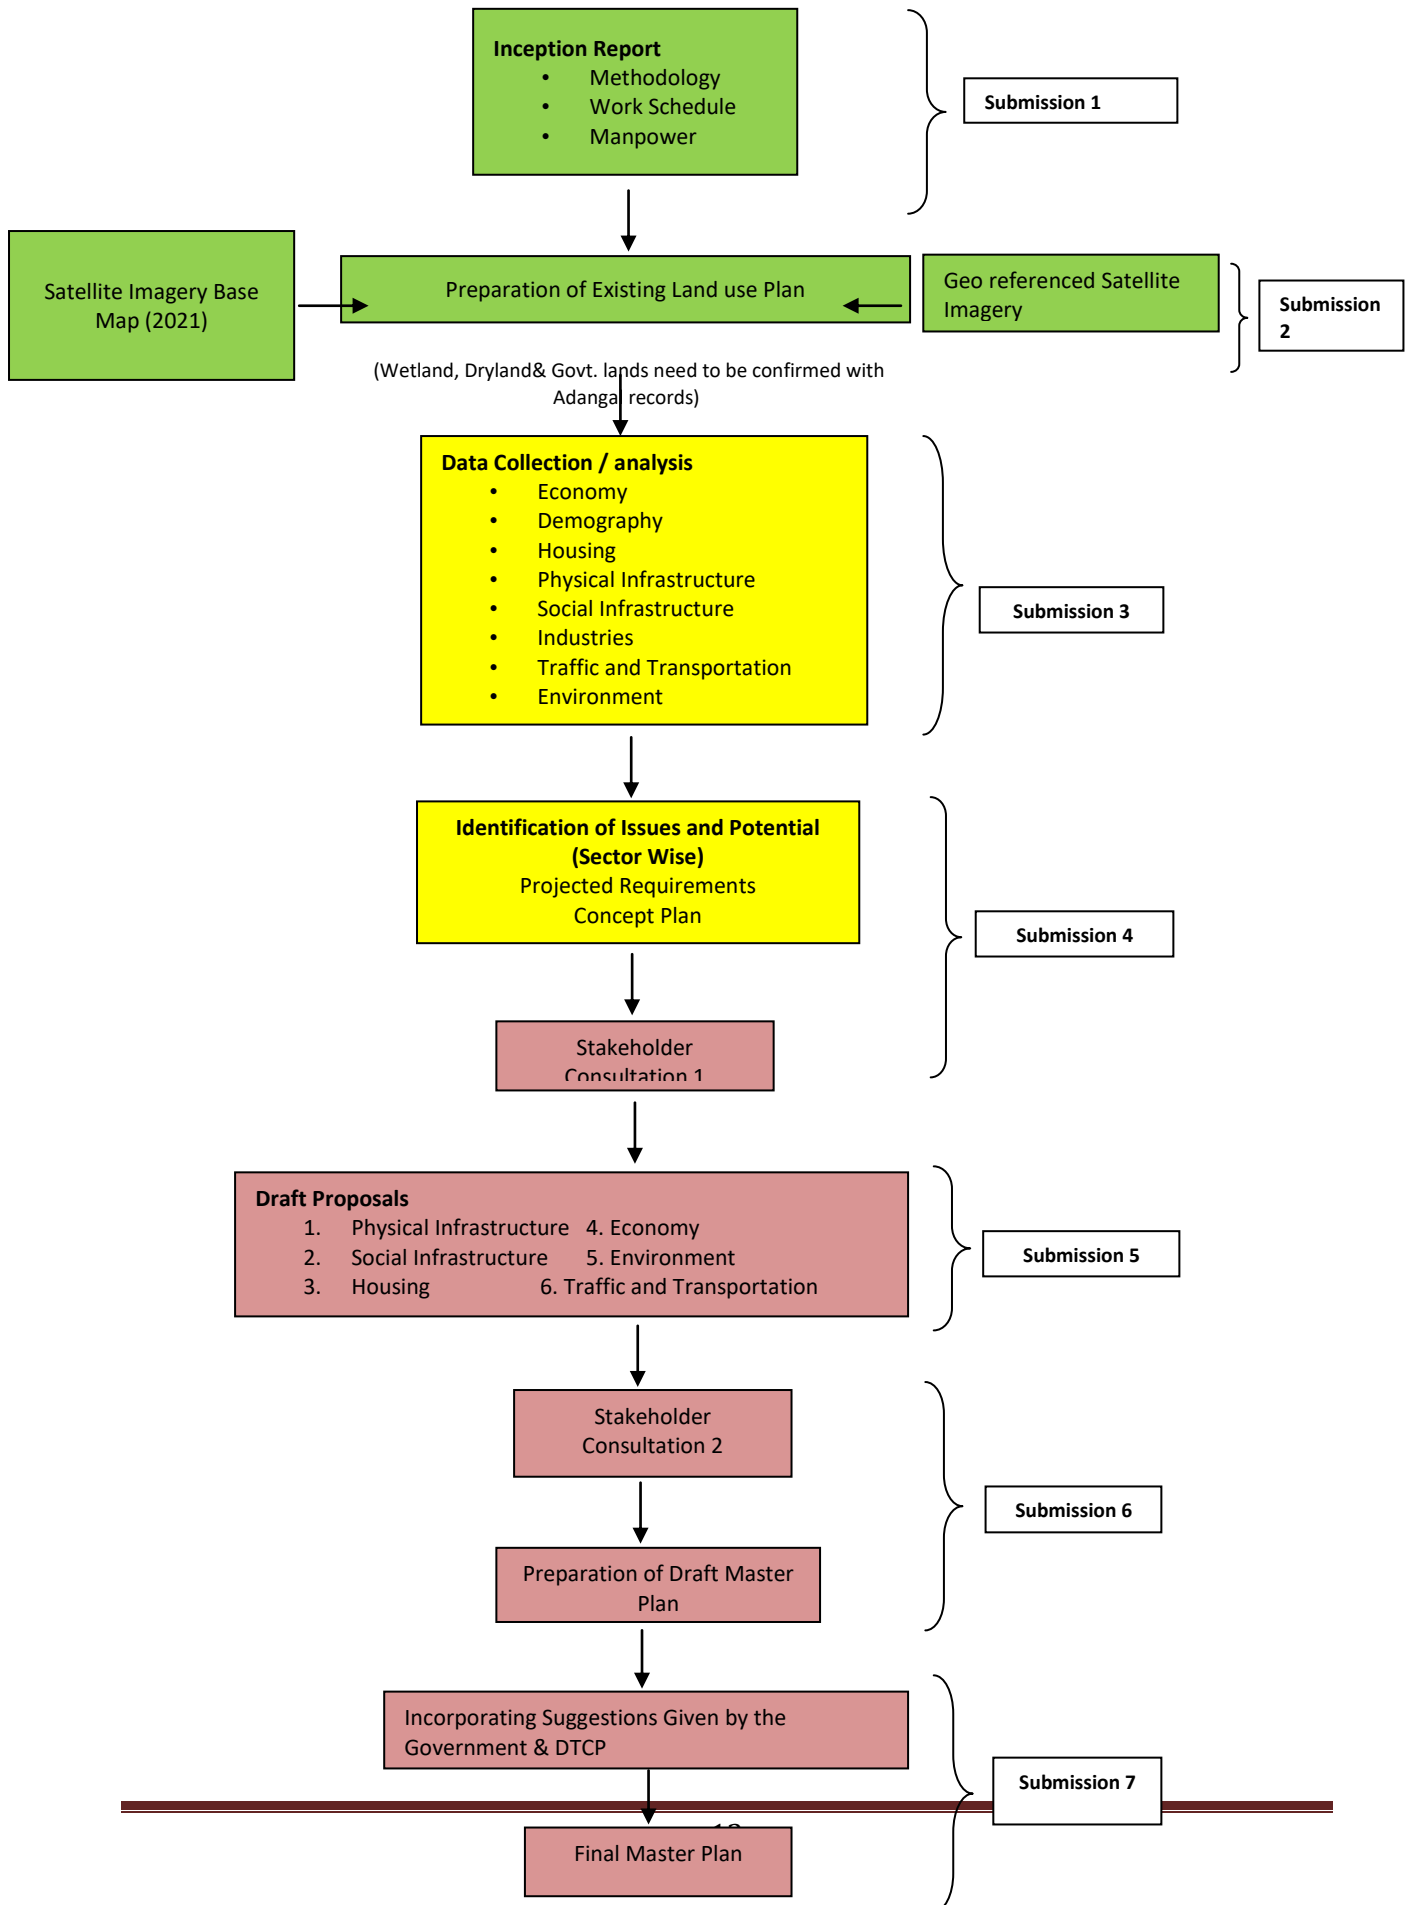 Inception Report
• Methodology
• Work Schedule
• Manpower
Submission 1
Satellite Imagery Base
Map (2021)
Preparation of Existing Land use Plan
Geo referenced Satellite
Imagery
Submission
2
(Wetland, Dryland& Govt. lands need to be confirmed with
Adangal records)
Data Collection / analysis
• Economy
• Demography
• Housing
• Physical Infrastructure
• Social Infrastructure
• Industries
• Traffic and Transportation
• Environment
Submission 3
Identification of Issues and Potential
(Sector Wise)
Projected Requirements
Concept Plan
Submission 4
Stakeholder
Consultation 1
Draft Proposals
1. Physical Infrastructure 4. Economy
2. Social Infrastructure 5. Environment
3. Housing 6. Traffic and Transportation
Submission 5
Stakeholder
Consultation 2
Submission 6
Preparation of Draft Master
Plan
Incorporating Suggestions Given by the
Government & DTCP
Submission 7
Final Master Plan